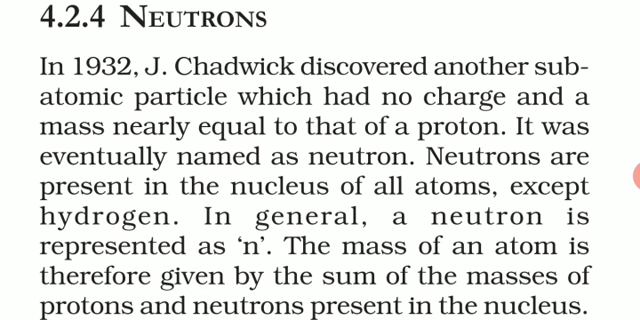 4.2.4 NEUTRONS
In 1932, J. Chadwick discovered another sub-
atomic particle which had no charge and a
mass nearly equal to that of a proton. It was
eventually named as neutron. Neutrons are
present in the nucleus of all atoms, except
hydrogen. In general, a neutron is
represented as ‘n’. The mass of an atom is
therefore given by the sum of the masses of
protons and neutrons present in the nucleus.